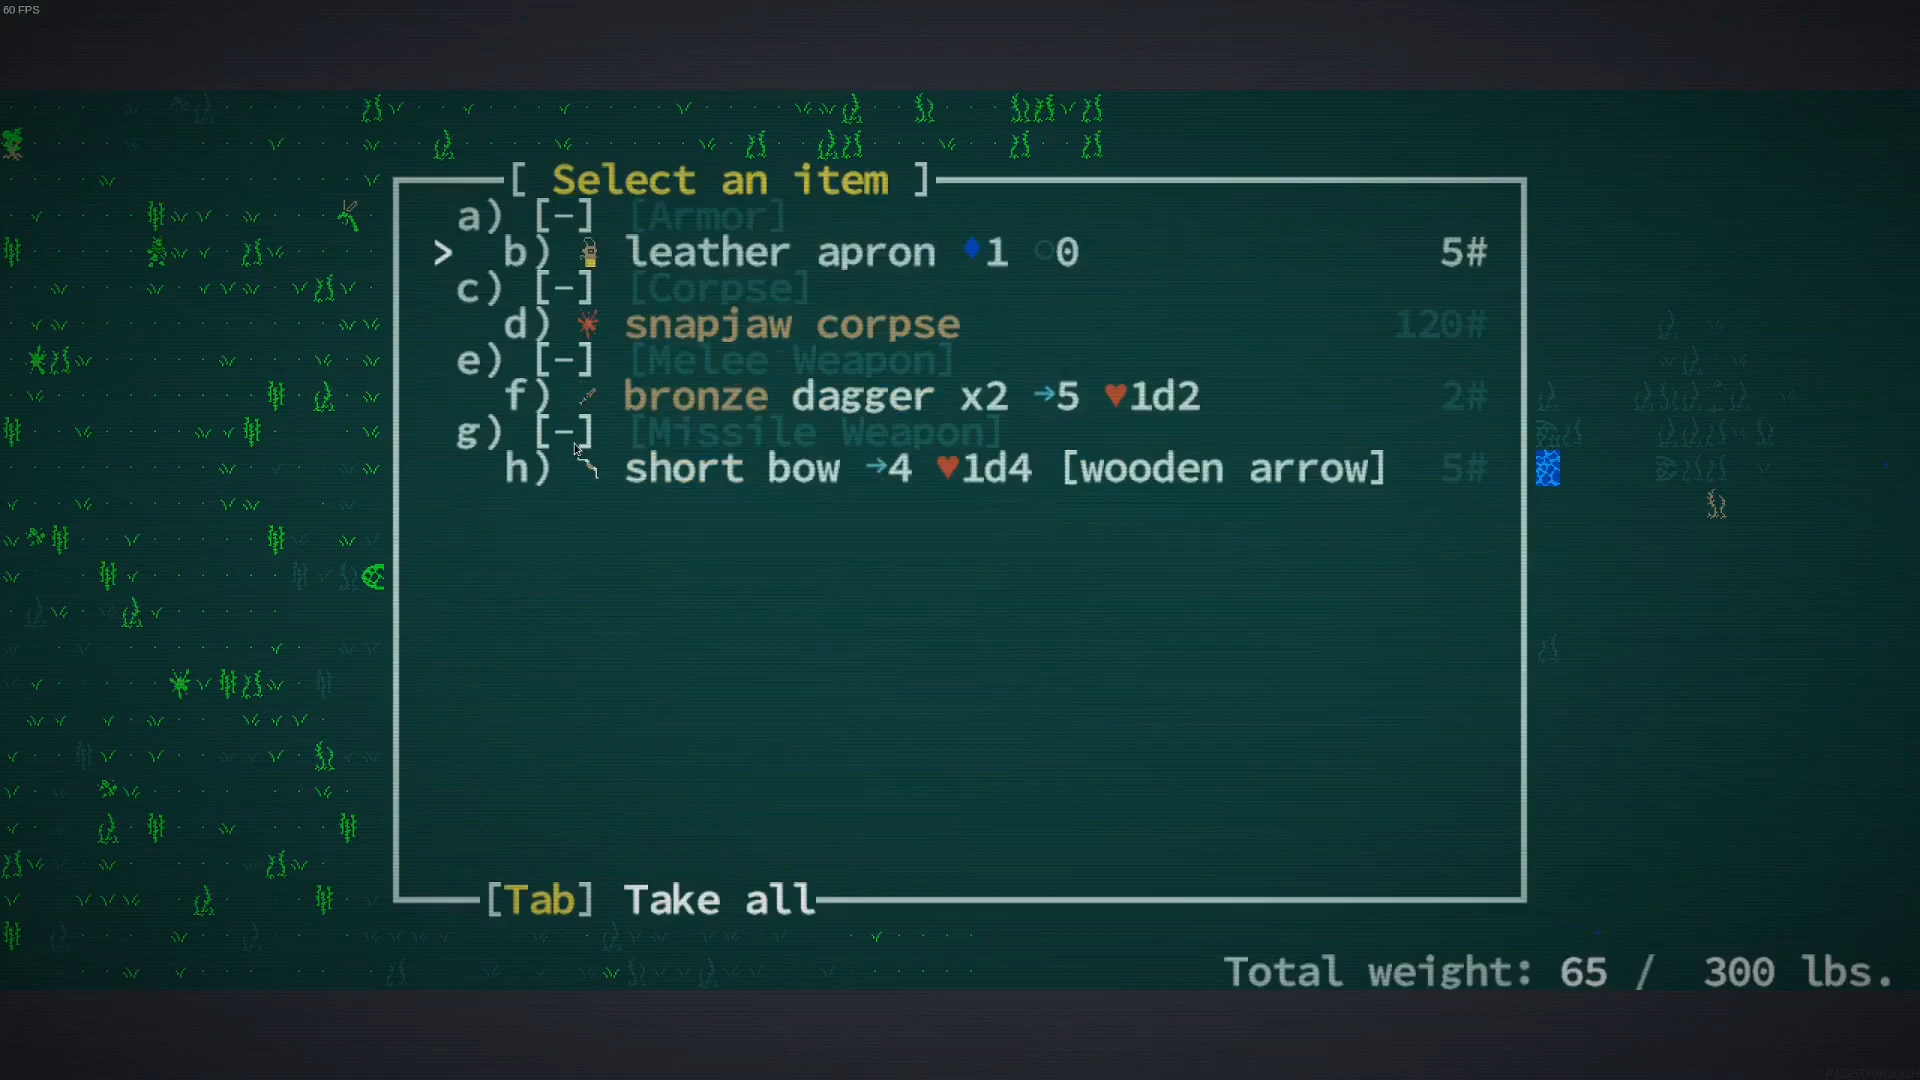 60 FPS
[ Select an item ]
a) [-] [Armor]
> b) leather apron ♦1 ○0 5#
c) [-] [Corpse]
d) snapjaw corpse 120#
e) [-] [Melee Weapon]
f) bronze dagger x2 →5 ♥1d2 2#
g) [-] [Missile Weapon]
h) short bow →4 ♥1d4 [wooden arrow] 5#
[Tab] Take all
Total weight: 65 / 300 lbs.
PASSTHROUGH